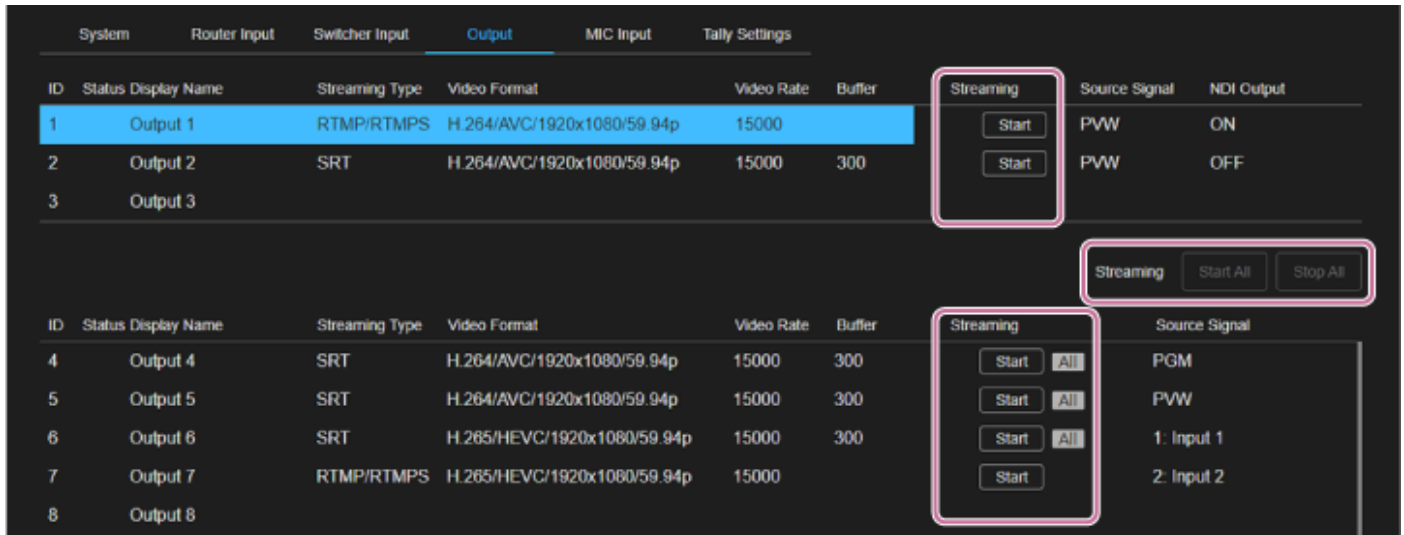 System Router Input Switcher Input Output MIC Input Tally Settings
ID Status Display Name Streaming Type Video Format Video Rate Buffer Streaming Source Signal NDI Output
1 Output 1 RTMP/RTMPS H.264/AVC/1920x1080/59.94p 15000 Start PVW ON
2 Output 2 SRT H.264/AVC/1920x1080/59.94p 15000 300 Start PVW OFF
3 Output 3
Streaming Start All Stop All
ID Status Display Name Streaming Type Video Format Video Rate Buffer Streaming Source Signal
4 Output 4 SRT H.264/AVC/1920x1080/59.94p 15000 300 Start All PGM
5 Output 5 SRT H.264/AVC/1920x1080/59.94p 15000 300 Start All PVW
6 Output 6 SRT H.265/HEVC/1920x1080/59.94p 15000 300 Start All 1: Input 1
7 Output 7 RTMP/RTMPS H.265/HEVC/1920x1080/59.94p 15000 Start 2: Input 2
8 Output 8